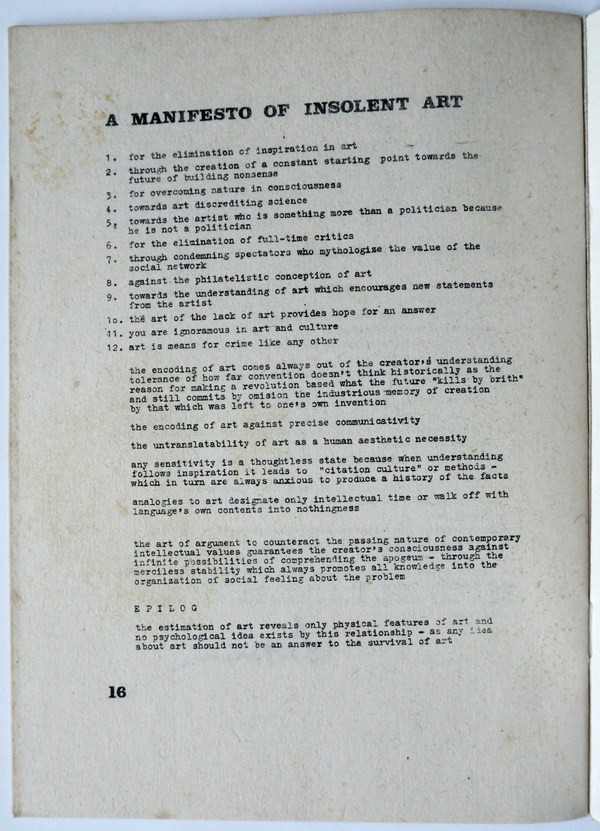 A MANIFESTO OF INSOLENT ART
1. for the elimination of inspiration in art
2. through the creation of a constant starting point towards the
future of building nonsense
3. for overcoming nature in consciousness
4. towards art discrediting science
5. towards the artist who is something more than a politician because
he is not a politician
6. for the elimination of full-time critics
7. through condemning spectators who mythologize the value of the
social network
8. against the philatelistic conception of art
9. towards the understanding of art which encourages new statements
from the artist
1o. the art of the lack of art provides hope for an answer
11. you are ignoramous in art and culture
12. art is means for crime like any other
the encoding of art comes always out of the creator's understanding
tolerance of how far convention doesn't think historically as the
reason for making a revolution based what the future "kills by brith"
and still commits by omision the industrious memory of creation
by that which was left to one's own invention
the encoding of art against precise communicativity
the untranslatability of art as a human aesthetic necessity
any sensitivity is a thoughtless state because when understanding
follows inspiration it leads to "citation culture" or methods -
which in turn are always anxious to produce a history of the facts
analogies to art designate only intellectual time or walk off with
language's own contents into nothingness
the art of argument to counteract the passing nature of contemporary
intellectual values guarantees the creator's consciousness against
infinite possibilities of comprehending the apogeum - through the
merciless stability which always promotes all knowledge into the
organization of social feeling about the problem
E P I L O G
the estimation of art reveals only physical features of art and
no psychological idea exists by this relationship - as any idea
about art should not be an answer to the survival of art
16